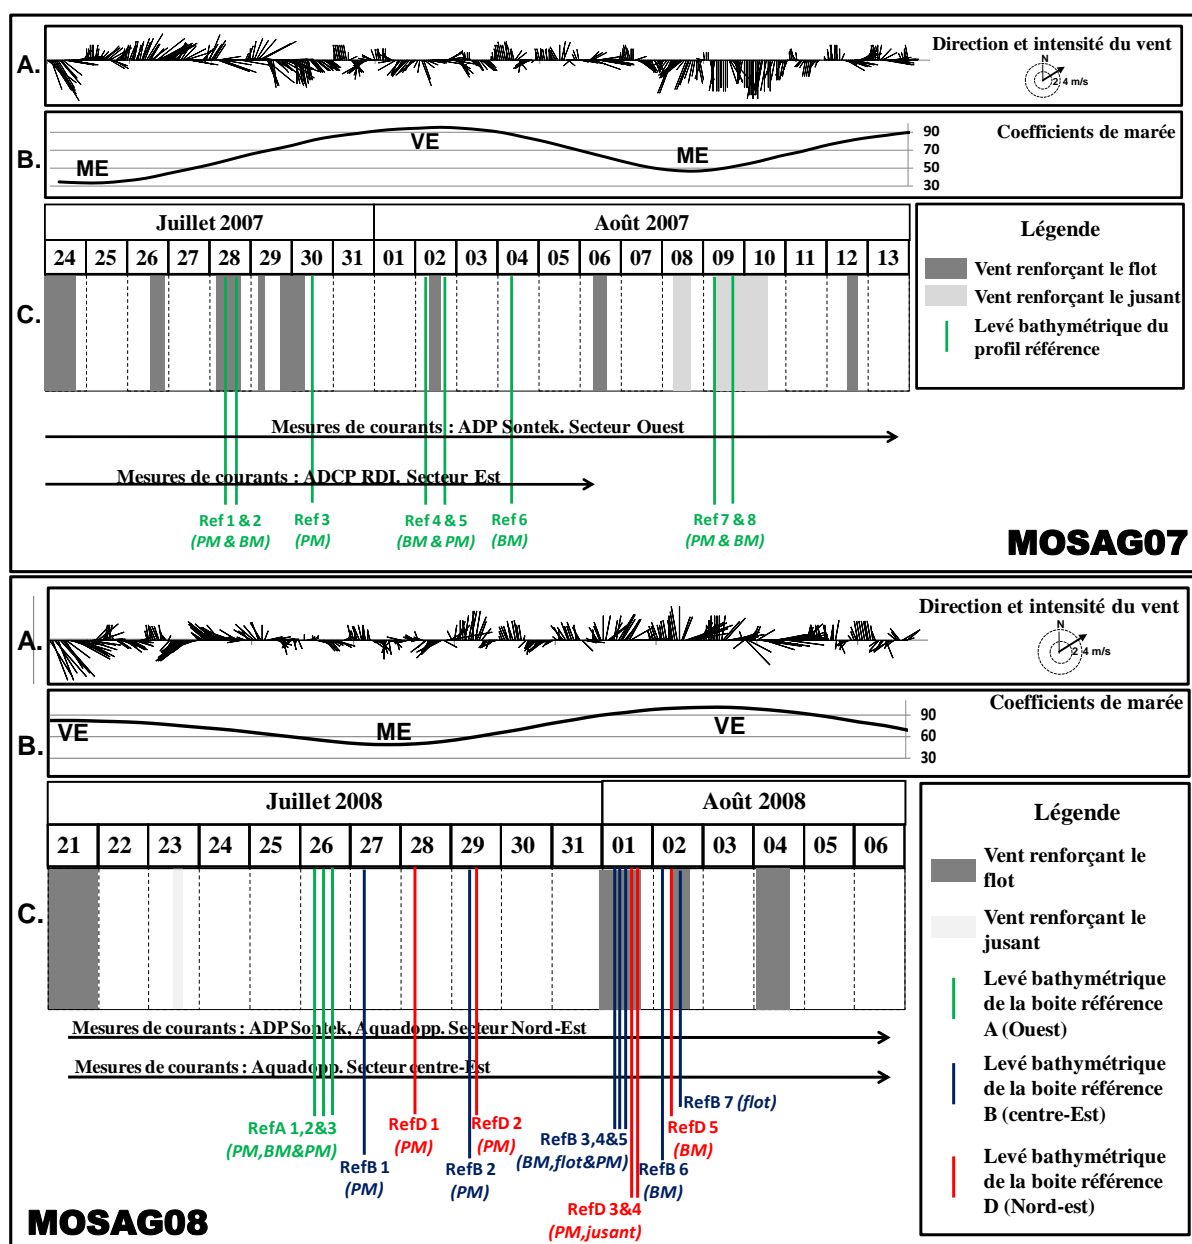 A.
Direction et intensité du vent
N
2 4 m/s
B.
ME
VE
ME
90
70
50
30
Coefficients de marée
Juillet 2007
Août 2007
24 25 26 27 28 29 30 31 01 02 03 04 05 06 07 08 09 10 11 12 13
C.
Légende
Vent renforçant le flot
Vent renforçant le jusant
Levé bathymétrique du
profil référence
Mesures de courants : ADP Sontek. Secteur Ouest
Mesures de courants : ADCP RDI. Secteur Est
Ref 1 & 2
(PM & BM)
Ref 3
(PM)
Ref 4 & 5
(BM & PM)
Ref 6
(BM)
Ref 7 & 8
(PM & BM)
MOSAG07
A.
Direction et intensité du vent
N
2 4 m/s
B.
VE
ME
VE
90
60
30
Coefficients de marée
Juillet 2008
Août 2008
21 22 23 24 25 26 27 28 29 30 31 01 02 03 04 05 06
C.
Légende
Vent renforçant le
flot
Vent renforçant le
jusant
Levé bathymétrique
de la boite référence
A (Ouest)
Levé bathymétrique
de la boite référence
B (centre-Est)
Levé bathymétrique
de la boite référence
D (Nord-est)
Mesures de courants : ADP Sontek, Aquadopp. Secteur Nord-Est
Mesures de courants : Aquadopp. Secteur centre-Est
RefA 1,2&3
(PM,BM&PM)
RefB 1
(PM)
RefD 1
(PM)
RefB 2
(PM)
RefD 2
(PM)
RefB 3,4&5
(BM,flot&PM)
RefD 3&4
(PM,jusant)
RefB 6
(BM)
RefD 5
(BM)
RefB 7 (flot)
MOSAG08